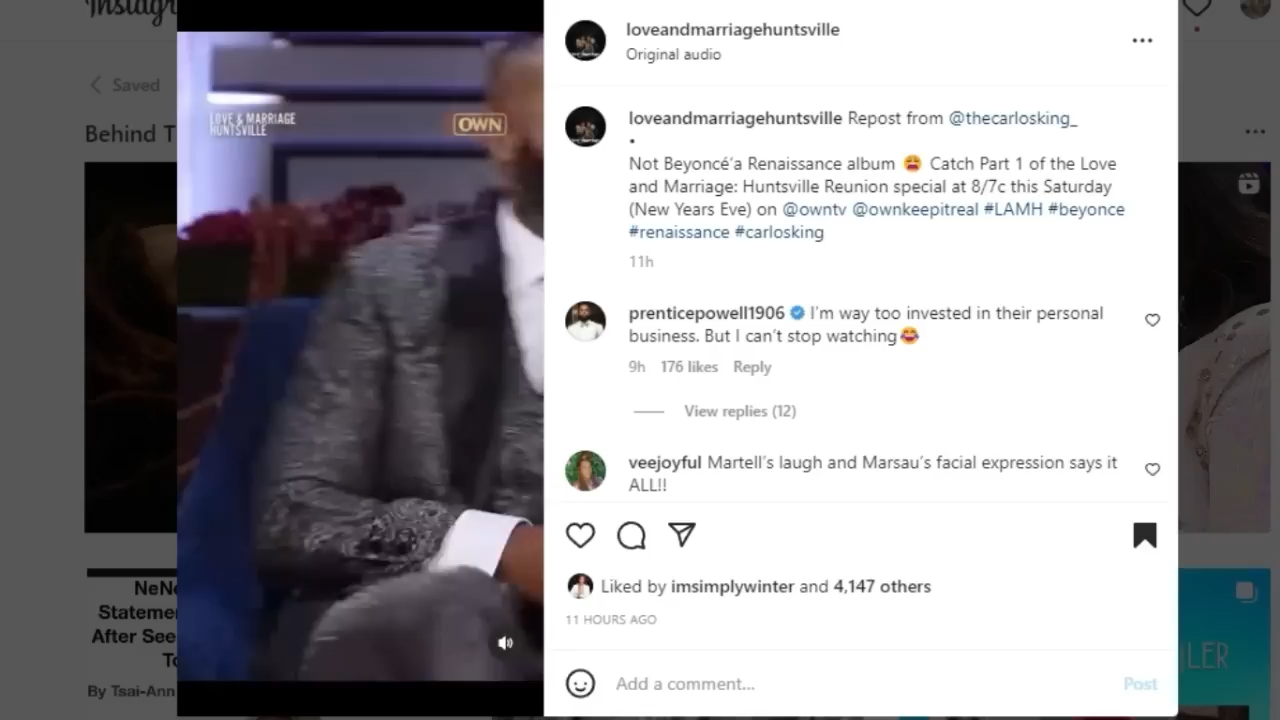 Instagr
Saved
Behind T
LOVE & MARRIAGE
HUNTSVILLE
OWN
NeNe
Stateme
After See
To
By Tsai-Ann
loveandmarriagehuntsville
Original audio
loveandmarriagehuntsville Repost from @thecarlosking_
•
Not Beyoncé'a Renaissance album 😩 Catch Part 1 of the Love
and Marriage: Huntsville Reunion special at 8/7c this Saturday
(New Years Eve) on @owntv @ownkeepitreal #LAMH #beyonce
#renaissance #carlosking
11h
prenticepowell1906 I'm way too invested in their personal
business. But I can't stop watching😂
9h 176 likes Reply
View replies (12)
veejoyful Martell's laugh and Marsau's facial expression says it
ALL!!
Liked by imsimplywinter and 4,147 others
11 HOURS AGO
Add a comment...
Post
LER